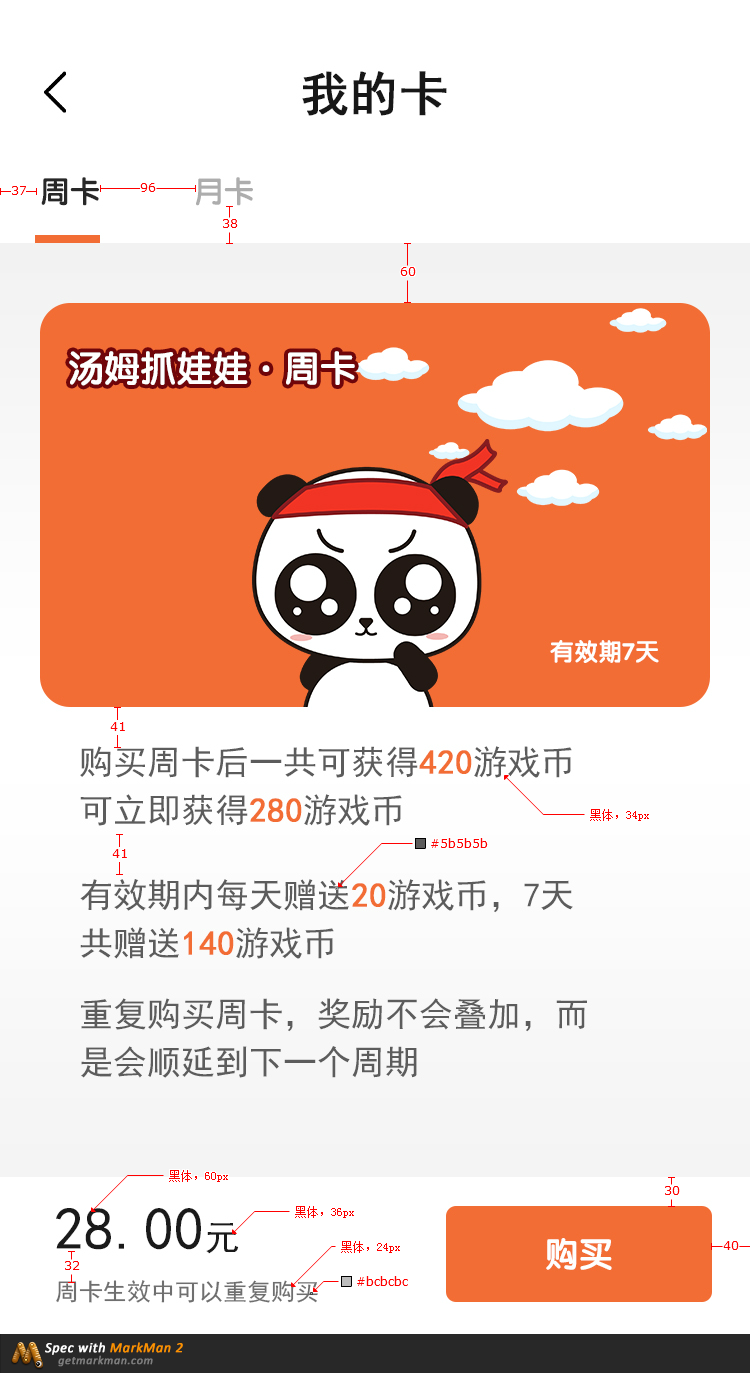 我的卡
37 周卡 96 月卡
38
60
汤姆抓娃娃·周卡
有效期7天
41
购买周卡后一共可获得420游戏币
可立即获得280游戏币
黑体，34px
41
#5b5b5b
有效期内每天赠送20游戏币，7天
共赠送140游戏币
重复购买周卡，奖励不会叠加，而
是会顺延到下一个周期
黑体，60px
30
28.00元
黑体，36px
购买
40
黑体，24px
32
周卡生效中可以重复购买
#bcbcbc
Spec with MarkMan 2
getmarkman.com